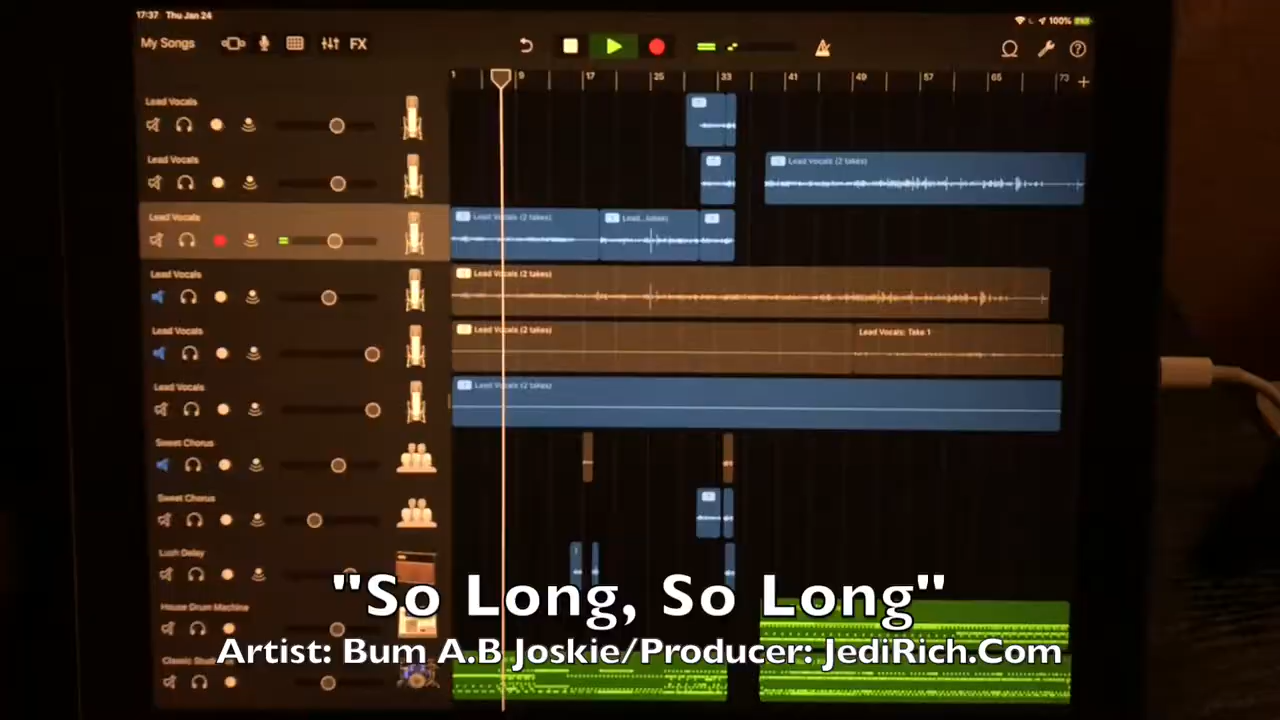 17:37 Thu Jan 24
100%
My Songs
FX
1 9 17 25 33 41 49 57 65 73
Lead Vocals
Lead Vocals
Lead Vocals (2 takes)
Lead Vocals
Lead Vocals (2 takes)
Lead Vocals
Lead Vocals (2 takes)
Lead Vocals
Lead Vocals (2 takes)
Lead Vocals: Take 1
Lead Vocals
Lead Vocals (2 takes)
Sweet Chorus
Sweet Chorus
Lush Delay
"So Long, So Long"
House Drum Machine
Artist: Bum A.B Joskie/Producer: JediRich.Com